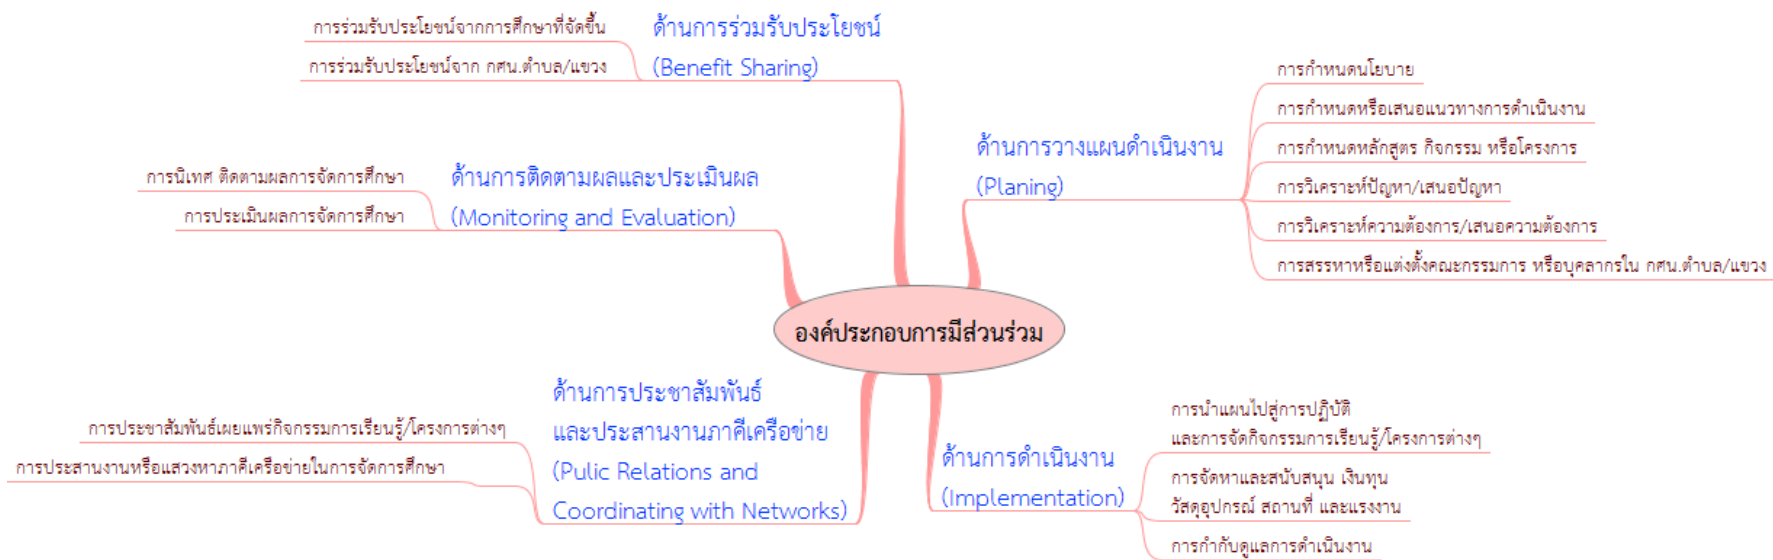 การร่วมรับประโยชน์จากการศึกษาที่จัดขึ้น
การร่วมรับประโยชน์จาก กศน.ตำบล/แขวง
ด้านการร่วมรับประโยชน์
(Benefit Sharing)
การนิเทศ ติดตามผลการจัดการศึกษา
การประเมินผลการจัดการศึกษา
ด้านการติดตามผลและประเมินผล
(Monitoring and Evaluation)
ด้านการวางแผนดำเนินงาน
(Planing)
การกำหนดนโยบาย
การกำหนดหรือเสนอแนวทางการดำเนินงาน
การกำหนดหลักสูตร กิจกรรม หรือโครงการ
การวิเคราะห์ปัญหา/เสนอปัญหา
การวิเคราะห์ความต้องการ/เสนอความต้องการ
การสรรหาหรือแต่งตั้งคณะกรรมการ หรือบุคลากรใน กศน.ตำบล/แขวง
องค์ประกอบการมีส่วนร่วม
การประชาสัมพันธ์เผยแพร่กิจกรรมการเรียนรู้/โครงการต่างๆ
การประสานงานหรือแสวงหาภาคีเครือข่ายในการจัดการศึกษา
ด้านการประชาสัมพันธ์
และประสานงานภาคีเครือข่าย
(Pulic Relations and
Coordinating with Networks)
ด้านการดำเนินงาน
(Implementation)
การนำแผนไปสู่การปฏิบัติ
และการจัดกิจกรรมการเรียนรู้/โครงการต่างๆ
การจัดหาและสนับสนุน เงินทุน
วัสดุอุปกรณ์ สถานที่ และแรงงาน
การกำกับดูแลการดำเนินงาน